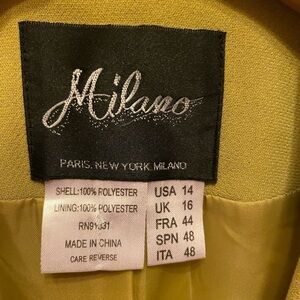 Milano
PARIS, NEW YORK, MILANO
SHELL:100% POLYESTER
LINING:100% POLYESTER
MADE IN CHINA
CARE REVERSE
USA 14
UK 16
FRA 44
SPN 48
ITA 48